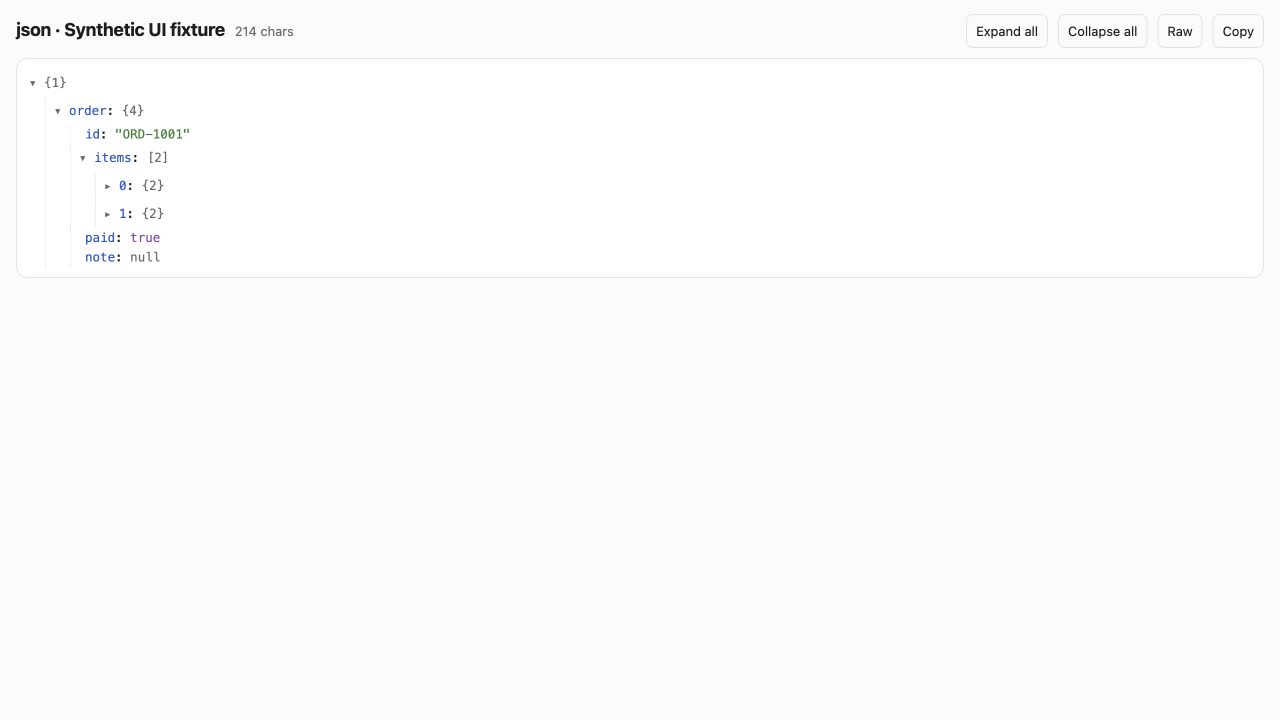 json · Synthetic UI fixture 214 chars Expand all Collapse all Raw Copy
▾ {1}
▾ order: {4}
id: "ORD-1001"
▾ items: [2]
▸ 0: {2}
▸ 1: {2}
paid: true
note: null